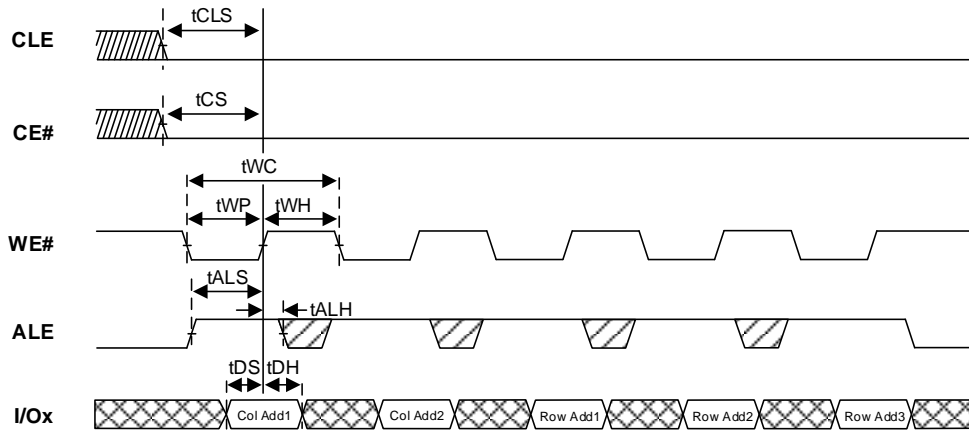 tCLS
CLE
tCS
CE#
tWC
tWP tWH
WE#
tALS
tALH
ALE
tDS tDH
I/Ox Col Add1 Col Add2 Row Add1 Row Add2 Row Add3